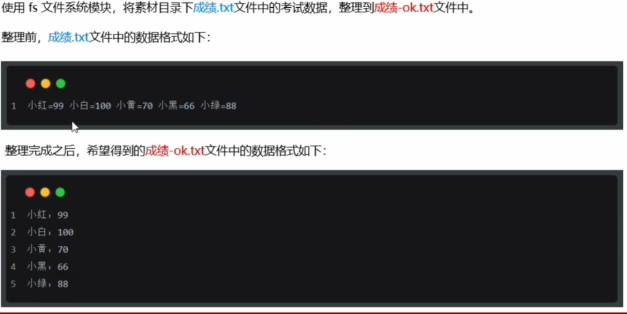 使用 fs 文件系统模块，将素材目录下成绩.txt文件中的考试数据，整理到成绩-ok.txt文件中。
整理前，成绩.txt文件中的数据格式如下：
1 小红=99 小白=100 小黄=70 小黑=66 小绿=88
整理完成之后，希望得到的成绩-ok.txt文件中的数据格式如下：
1 小红：99
2 小白：100
3 小黄：70
4 小黑：66
5 小绿：88